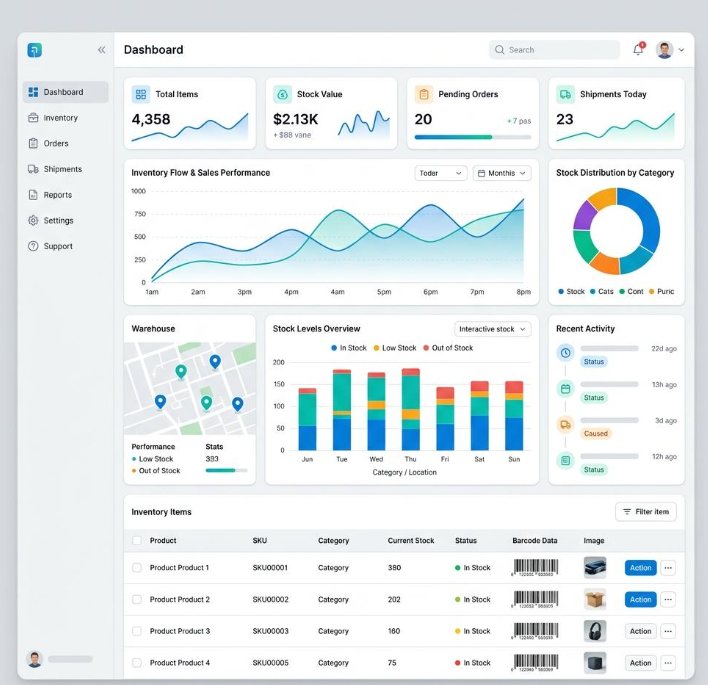 Dashboard
Search
Dashboard
Inventory
Orders
Shipments
Reports
Settings
Support
Total Items
4,358
Stock Value
$2.13K
+ $88 vane
Pending Orders
20
+7 pas
Shipments Today
23
Inventory Flow & Sales Performance
Toder
Monthis
1000
750
500
250
0
1am 2am 3pm 4pm 4am 5pm 6pm 7pm 8pm
Stock Distribution by Category
Stock Cats Cont Puric
Warehouse
Performance Stats
Low Stock 393
Out of Stock
Stock Levels Overview
Interactive stock
In Stock Low Stock Out of Stock
200
150
100
50
0
Jun Tue Wed Thu Fri Sat Sun
Category / Location
Recent Activity
22d ago
Status
13h ago
Status
3d ago
Caused
12h ago
Status
Inventory Items
Filter item
Product SKU Category Current Stock Status Barcode Data Image
Product Product 1 SKU00001 Category 380 In Stock Action
Product Product 2 SKU00002 Category 202 In Stock Action
Product Product 3 SKU00003 Category 160 In Stock Action
Product Product 4 SKU00005 Category 75 In Stock Action